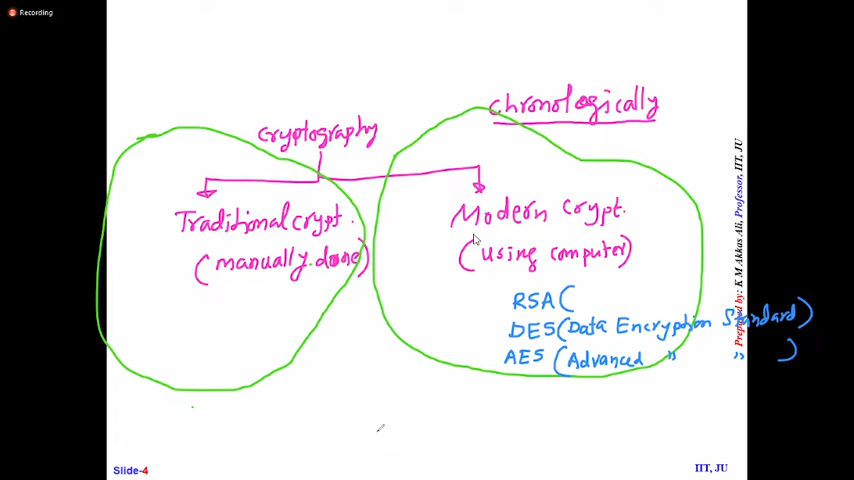 Recording
chronologically
cryptography
Traditional crypt.
(manually done)
Modern crypt.
(using computer)
RSA (
DES (Data Encryption Standard)
AES (Advanced " " )
Prepared by: K M Akkas Ali, Professor, IIT, JU
Slide-4
IIT, JU